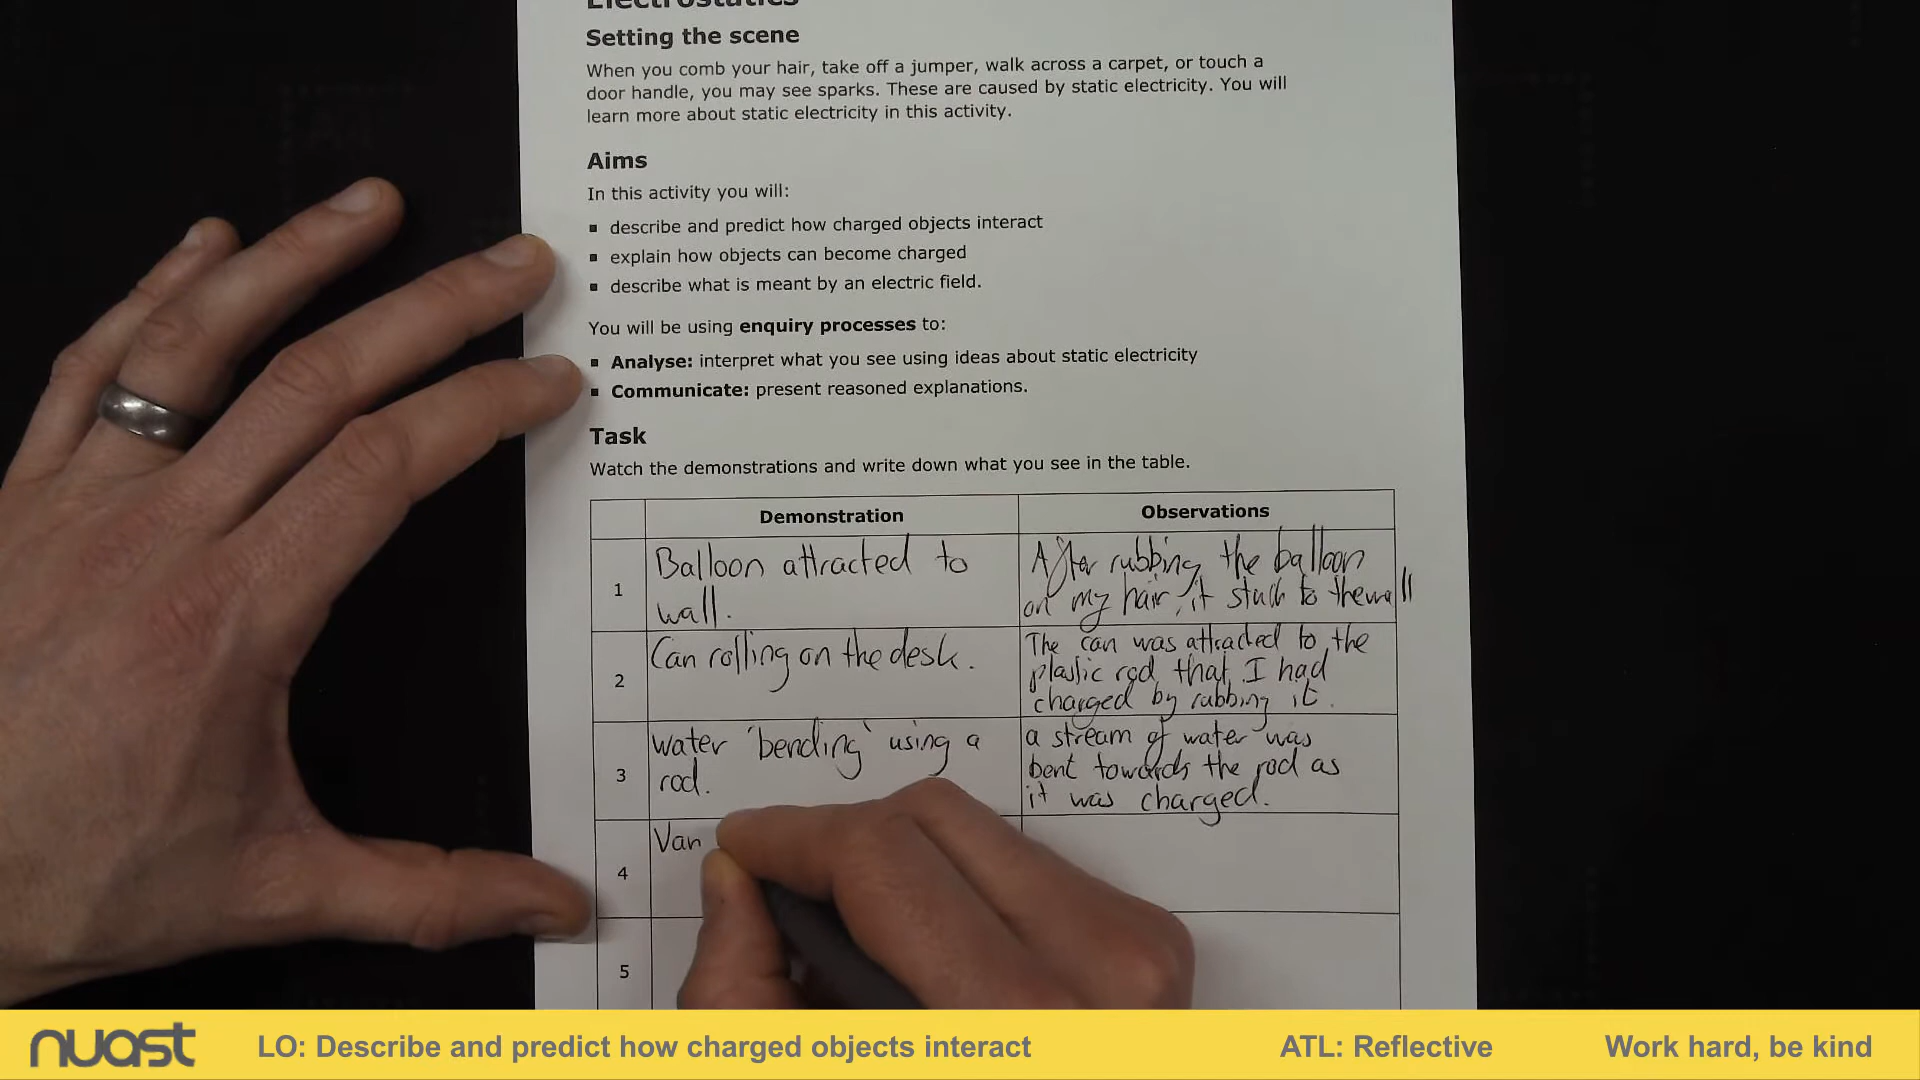 Electrostatics
Setting the scene
When you comb your hair, take off a jumper, walk across a carpet, or touch a
door handle, you may see sparks. These are caused by static electricity. You will
learn more about static electricity in this activity.
Aims
In this activity you will:
▪ describe and predict how charged objects interact
▪ explain how objects can become charged
▪ describe what is meant by an electric field.
You will be using enquiry processes to:
▪ Analyse: interpret what you see using ideas about static electricity
▪ Communicate: present reasoned explanations.
Task
Watch the demonstrations and write down what you see in the table.
Demonstration Observations
1
Balloon attracted to
wall.
After rubbing the balloon
on my hair, it stuck to the wall
2
Can rolling on the desk.
The can was attracted to the
plastic rod that I had
charged by rubbing it.
3
water 'bending' using a
rod.
a stream of water was
bent towards the rod as
it was charged.
4
Van
5
nuast
LO: Describe and predict how charged objects interact
ATL: Reflective
Work hard, be kind